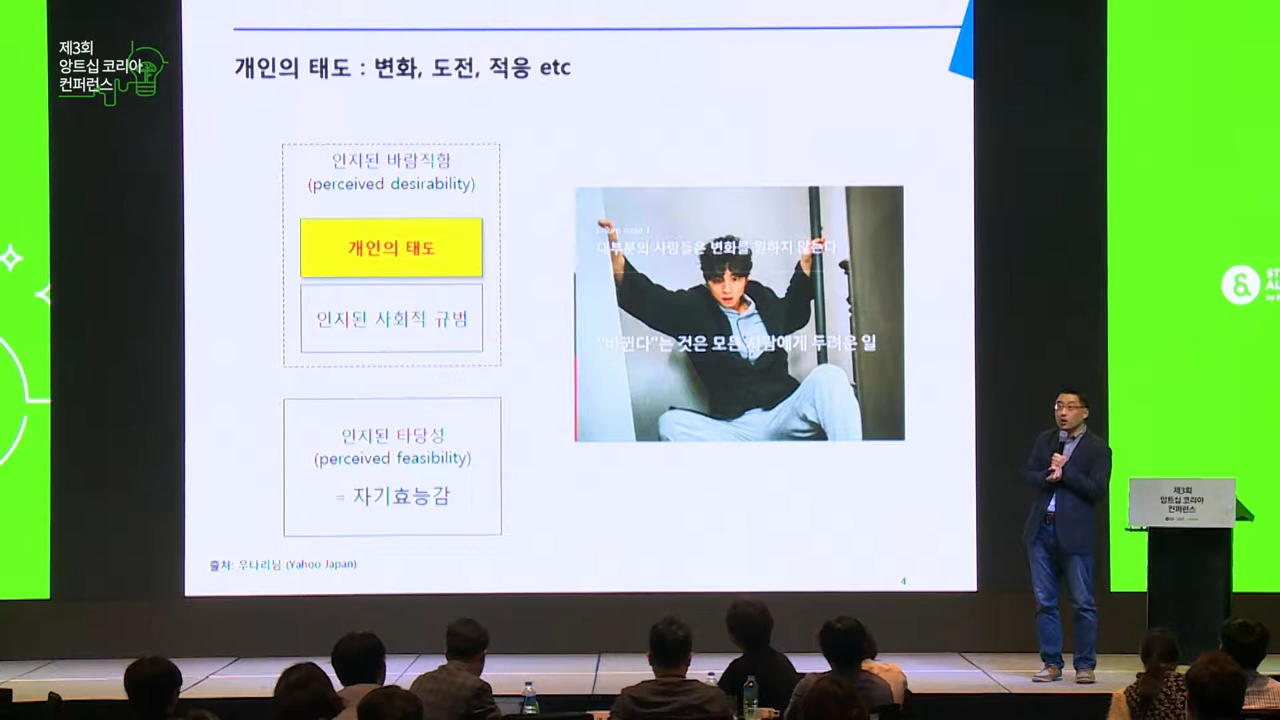 제3회
앙트십 코리아
컨퍼런스
개인의 태도 : 변화, 도전, 적응 etc
인지된 바람직함
(perceived desirability)
개인의 태도
인지된 사회적 규범
대부분의 사람들은 변화를 원하지 않는다
"바뀐다"는 것은 모든 사람에게 두려운 일
인지된 타당성
(perceived feasibility)
= 자기효능감
출처: 우나리님 (Yahoo Japan)
4
제3회
앙트십 코리아
컨퍼런스